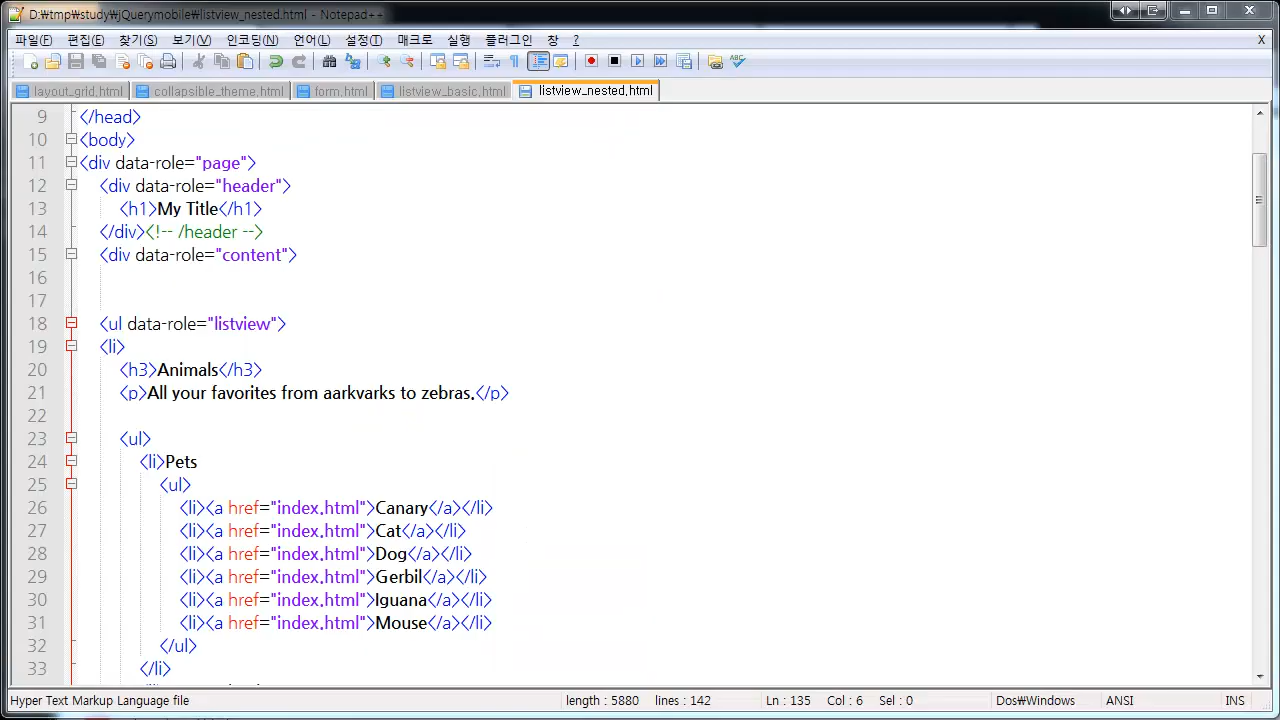 D:\tmp\study\jQuerymobile\listview_nested.html - Notepad++
파일(F) 편집(E) 찾기(S) 보기(V) 인코딩(N) 언어(L) 설정(T) 매크로 실행 플러그인 창 ? X
layout_grid.html collapsible_theme.html form.html listview_basic.html listview_nested.html
9 </head>
10 <body>
11 <div data-role="page">
12 <div data-role="header">
13 <h1>My Title</h1>
14 </div><!-- /header -->
15 <div data-role="content">
16
17
18 <ul data-role="listview">
19 <li>
20 <h3>Animals</h3>
21 <p>All your favorites from aarkvarks to zebras.</p>
22
23 <ul>
24 <li>Pets
25 <ul>
26 <li><a href="index.html">Canary</a></li>
27 <li><a href="index.html">Cat</a></li>
28 <li><a href="index.html">Dog</a></li>
29 <li><a href="index.html">Gerbil</a></li>
30 <li><a href="index.html">Iguana</a></li>
31 <li><a href="index.html">Mouse</a></li>
32 </ul>
33 </li>
Hyper Text Markup Language file length : 5880 lines : 142 Ln : 135 Col : 6 Sel : 0 Dos\Windows ANSI INS